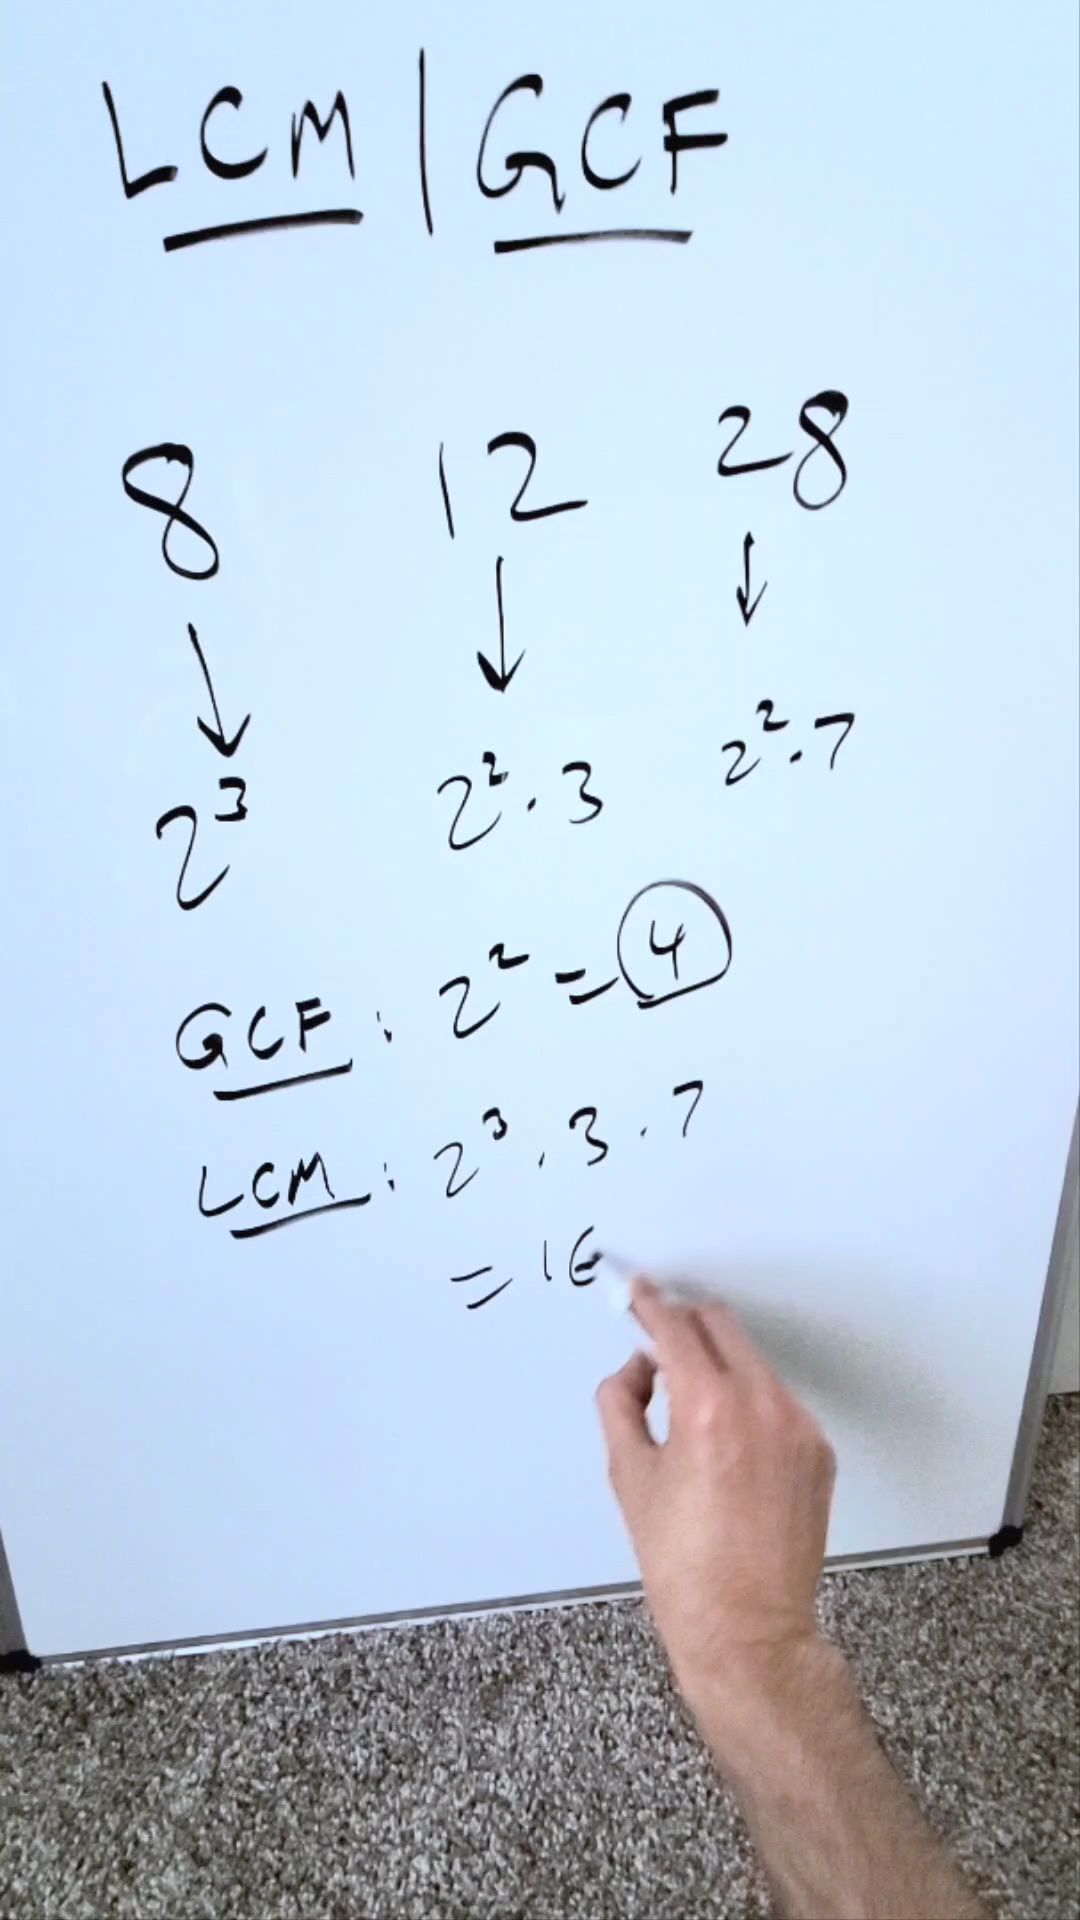 LCM | GCF
8 12 28
2³ 2²·3 2²·7
GCF: 2² = 4
LCM: 2³·3·7
= 16